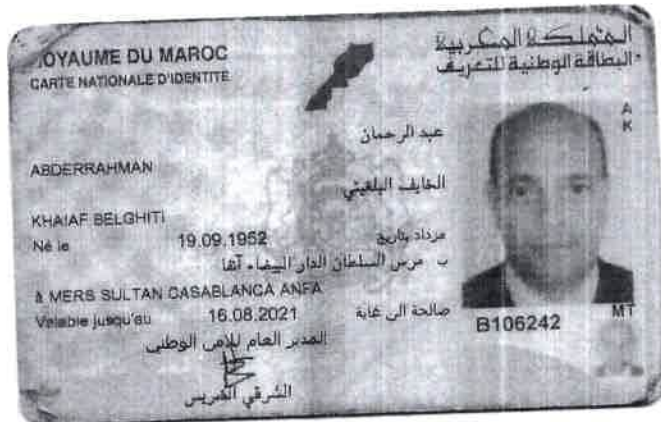 ROYAUME DU MAROC
CARTE NATIONALE D'IDENTITE
المملكة المغربية
البطاقة الوطنية للتعريف
A
K
عبد الرحمان
ABDERRAHMAN
الخايف البلغيتي
KHAIAF BELGHITI
Né le 19.09.1952 مزداد بتاريخ
ب مرس السلطان الدار البيضاء آنفا
à MERS SULTAN CASABLANCA ANFA
Valable jusqu'au 16.08.2021 صالحة الى غاية
B106242
MT
المدير العام للأمن الوطني
الشرقي الضريس